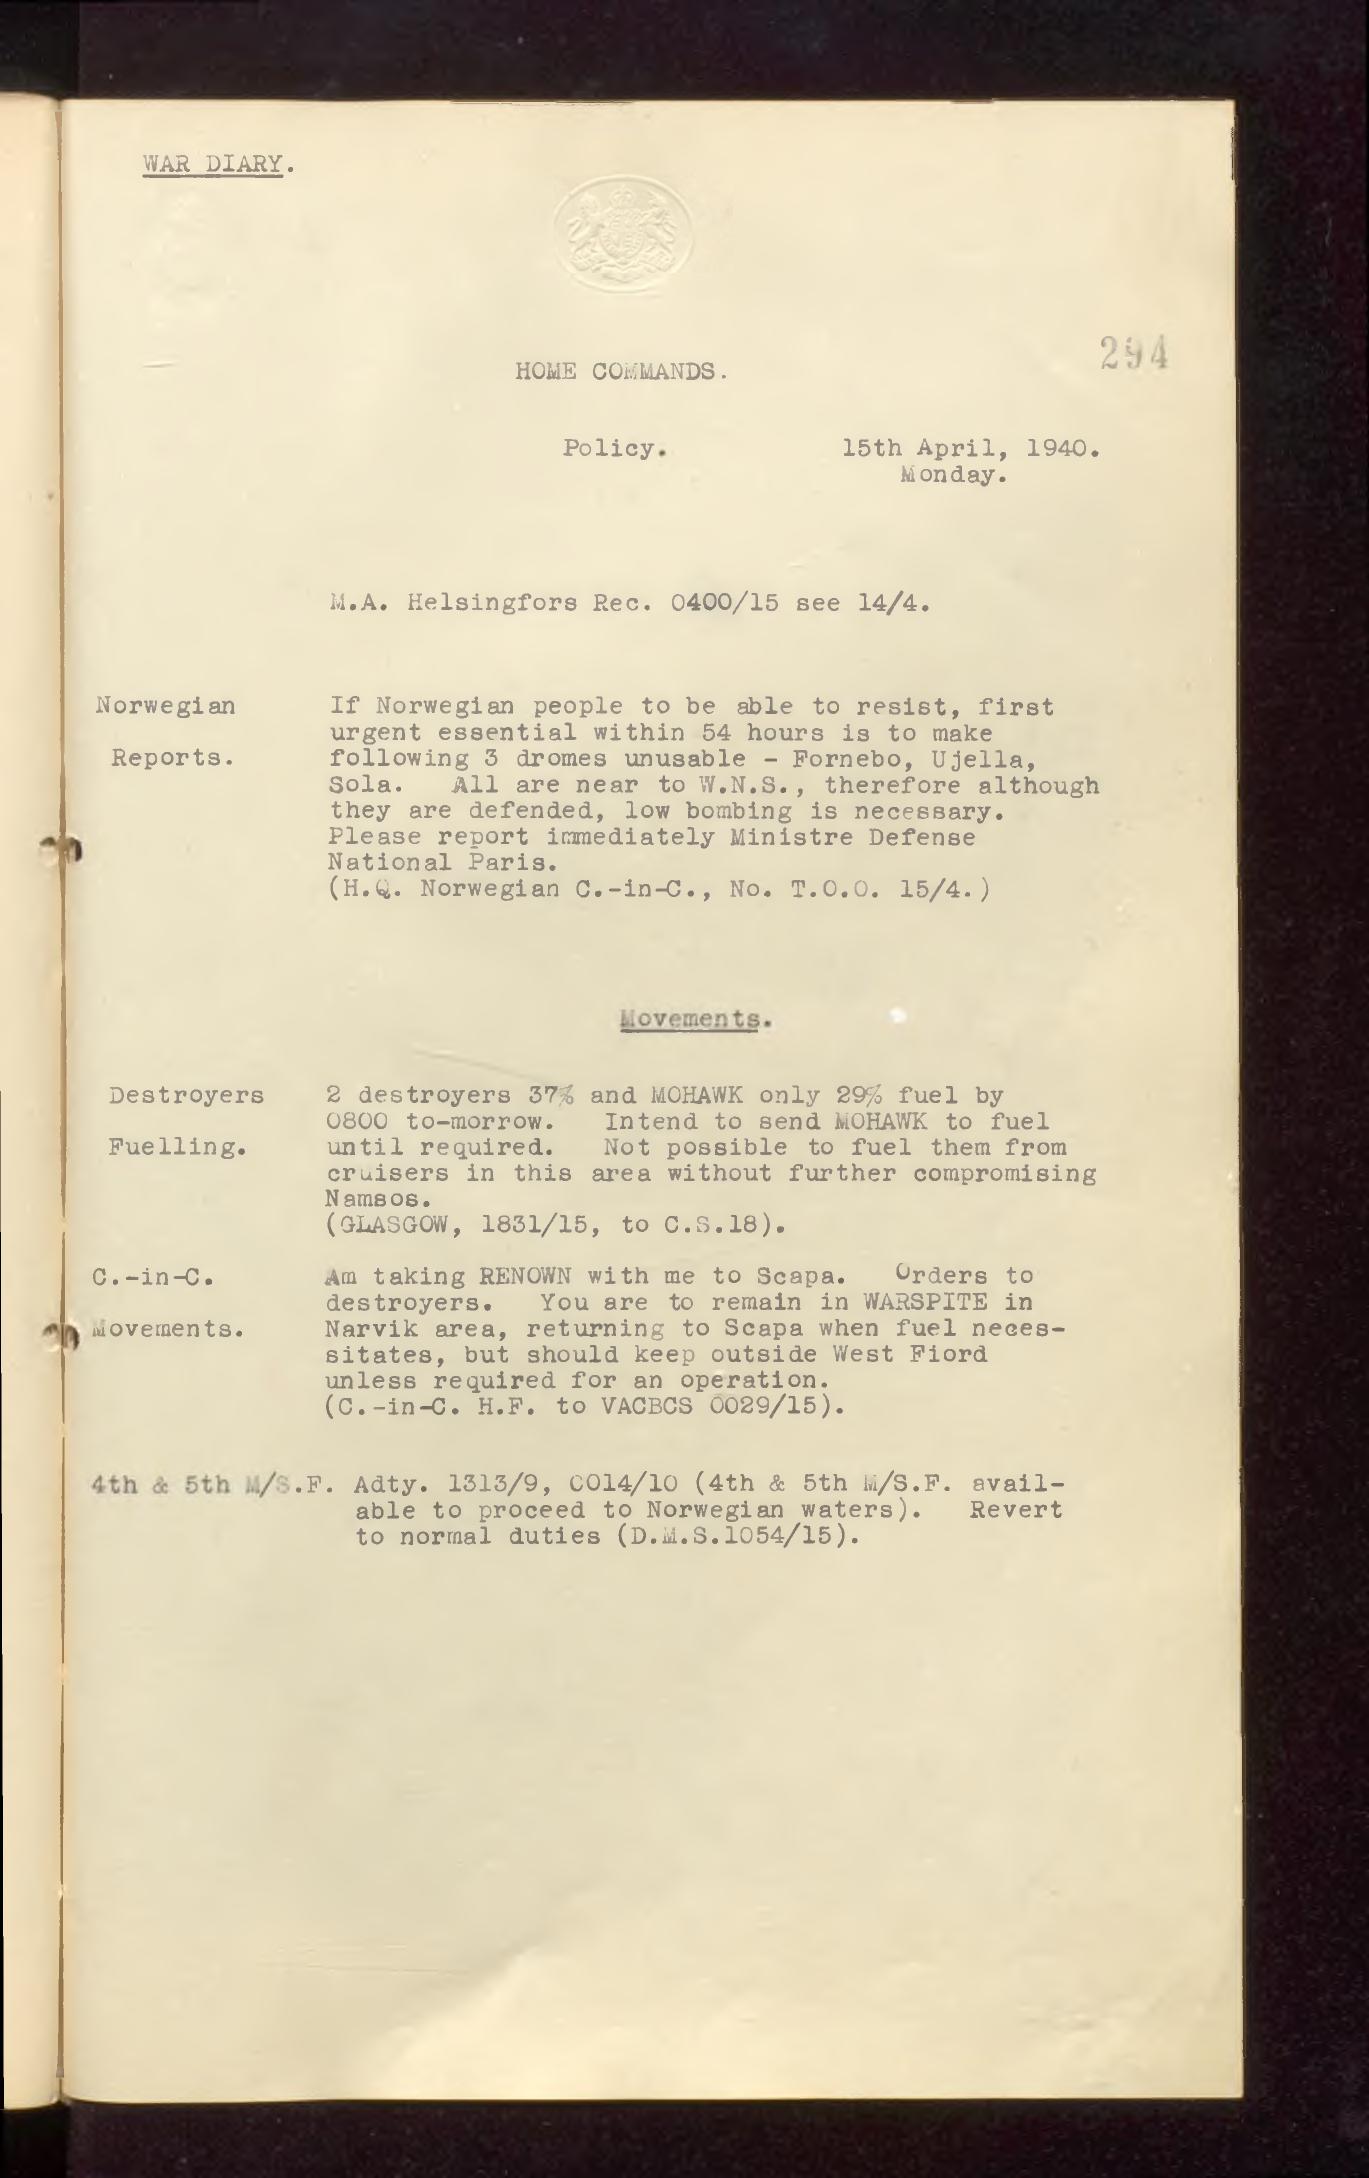 WAR DIARY.
294
HOME COMMANDS.
Policy. 15th April, 1940.
Monday.
M.A. Helsingfors Rec. 0400/15 see 14/4.
Norwegian If Norwegian people to be able to resist, first
urgent essential within 54 hours is to make
Reports. following 3 dromes unusable - Fornebo, Ujella,
Sola. All are near to W.N.S., therefore although
they are defended, low bombing is necessary.
Please report immediately Ministre Defense
National Paris.
(H.Q. Norwegian C.-in-C., No. T.O.O. 15/4.)
Movements.
Destroyers 2 destroyers 37% and MOHAWK only 29% fuel by
0800 to-morrow. Intend to send MOHAWK to fuel
Fuelling. until required. Not possible to fuel them from
cruisers in this area without further compromising
Namsos.
(GLASGOW, 1831/15, to C.S.18).
C.-in-C. Am taking RENOWN with me to Scapa. Orders to
destroyers. You are to remain in WARSPITE in
Movements. Narvik area, returning to Scapa when fuel neces-
sitates, but should keep outside West Fiord
unless required for an operation.
(C.-in-C. H.F. to VACBCS 0029/15).
4th & 5th M/S.F. Adty. 1313/9, 0014/10 (4th & 5th M/S.F. avail-
able to proceed to Norwegian waters). Revert
to normal duties (D.M.S.1054/15).